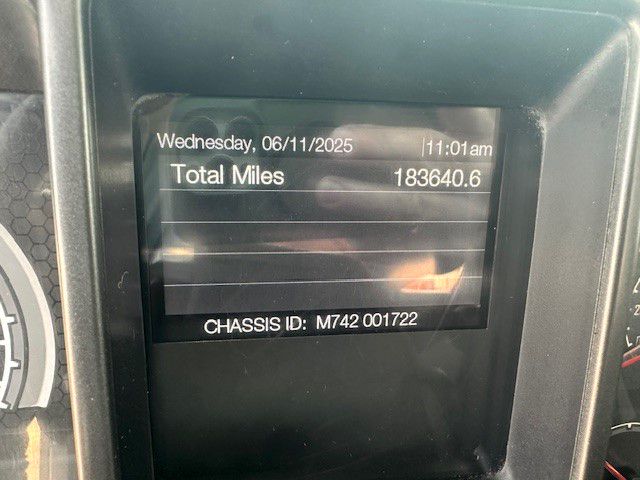 Wednesday, 06/11/2025 11:01am
Total Miles 183640.6
CHASSIS ID: M742 001722